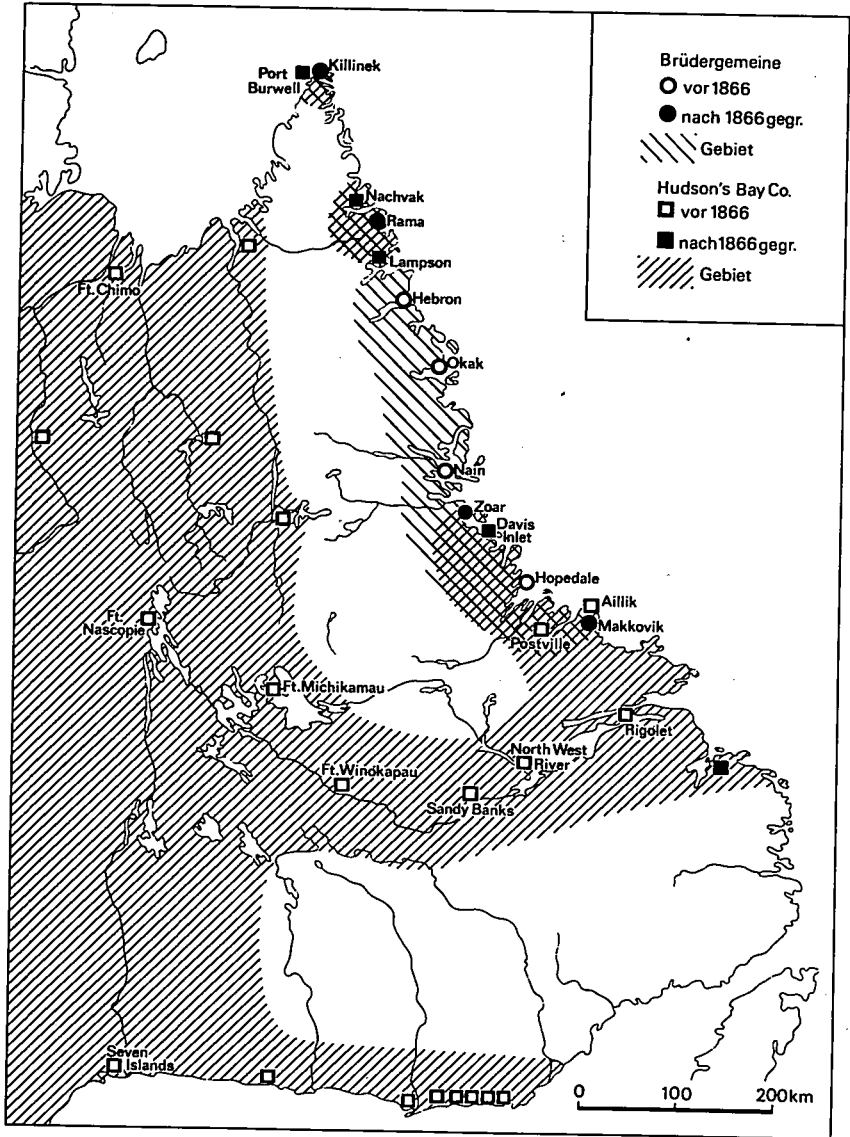 Port
Burwell
Killinek
Nachvak
Rama
Lampson
Ft. Chimo
Hebron
Okak
Nain
Zoar
Davis
Inlet
Hopedale
Aillik
Makkovik
Postville
Ft.
Nascopie
Ft. Michikamau
Rigolet
North West
River
Ft. Winokapau
Sandy Banks
Seven
Islands
Brüdergemeine
vor 1866
nach 1866 gegr.
Gebiet
Hudson's Bay Co.
vor 1866
nach 1866 gegr.
Gebiet
0 100 200 km